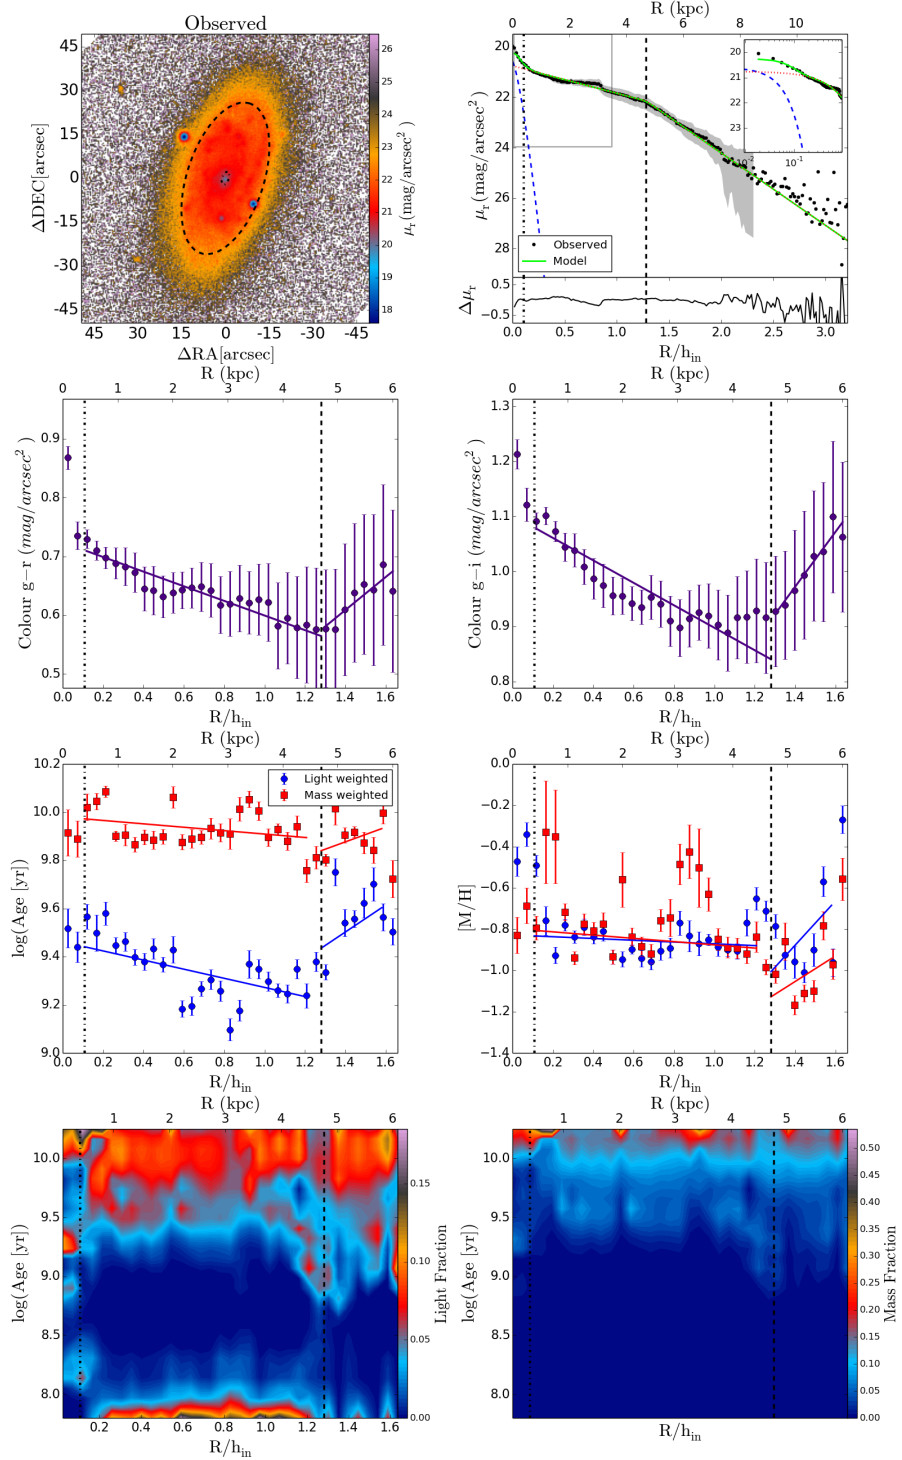 Observed
45
30
15
0
-15
-30
-45
ΔDEC[arcsec]
45 30 15 0 -15 -30 -45
ΔRA[arcsec]
26
25
24
23
22
21
20
19
18
μr(mag/arcsec²)
R (kpc)
0 2 4 6 8 10
20
22
24
26
28
μr(mag/arcsec²)
20
21
22
23
10⁻² 10⁻¹
Observed
Model
0.5
−0.5
Δμr
0.0 0.5 1.0 1.5 2.0 2.5 3.0
R/hin
R (kpc)
0 1 2 3 4 5 6
0.9
0.8
0.7
0.6
0.5
Colour g−r (mag/arcsec²)
0.0 0.2 0.4 0.6 0.8 1.0 1.2 1.4 1.6
R/hin
R (kpc)
0 1 2 3 4 5 6
1.3
1.2
1.1
1.0
0.9
0.8
Colour g−i (mag/arcsec²)
0.0 0.2 0.4 0.6 0.8 1.0 1.2 1.4 1.6
R/hin
R (kpc)
0 1 2 3 4 5 6
10.2
10.0
9.8
9.6
9.4
9.2
9.0
log(Age [yr])
Light weighted
Mass weighted
0.0 0.2 0.4 0.6 0.8 1.0 1.2 1.4 1.6
R/hin
R (kpc)
0 1 2 3 4 5 6
0.0
−0.2
−0.4
−0.6
−0.8
−1.0
−1.2
−1.4
[M/H]
0.0 0.2 0.4 0.6 0.8 1.0 1.2 1.4 1.6
R/hin
R (kpc)
1 2 3 4 5 6
10.0
9.5
9.0
8.5
8.0
log(Age [yr])
0.2 0.4 0.6 0.8 1.0 1.2 1.4 1.6
R/hin
0.15
0.10
0.05
0.00
Light Fraction
R (kpc)
1 2 3 4 5 6
10.0
9.5
9.0
8.5
8.0
log(Age [yr])
R/hin
0.50
0.45
0.40
0.35
0.30
0.25
0.20
0.15
0.10
0.05
0.00
Mass Fraction